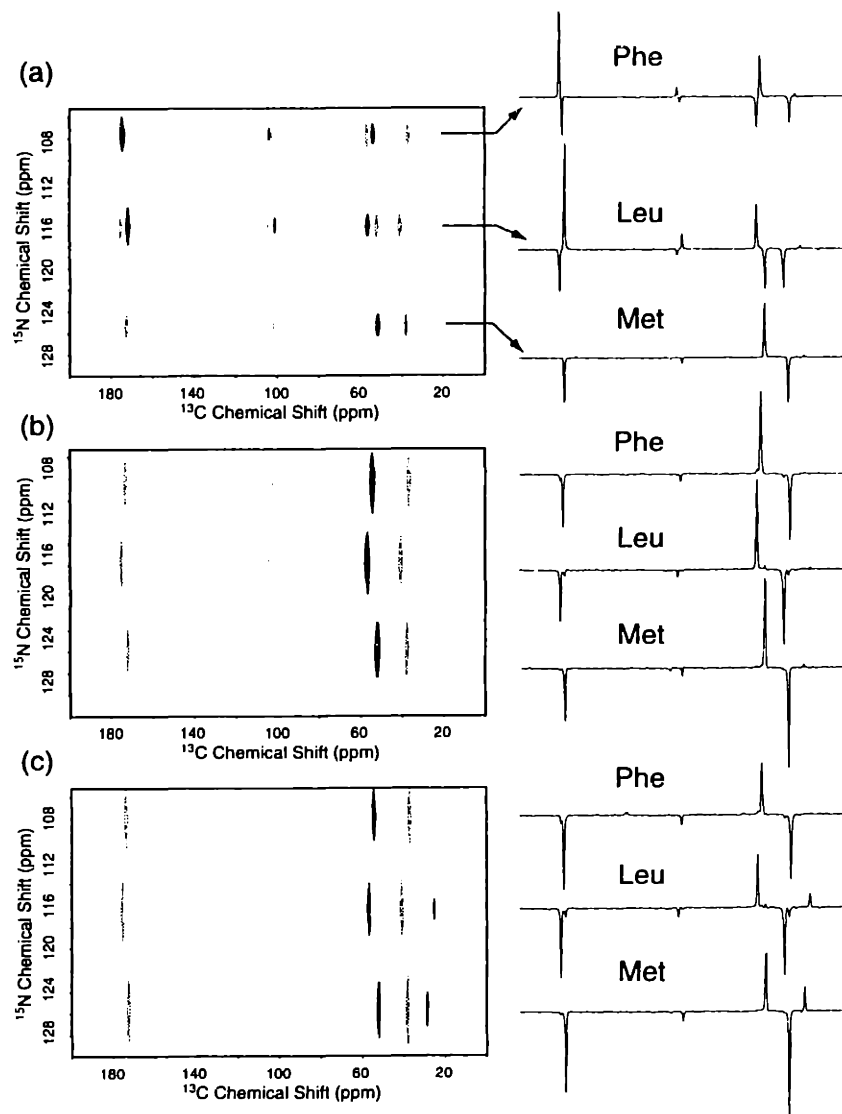 (a)
108
112
116
120
124
128
15N Chemical Shift (ppm)
180
140
100
60
20
13C Chemical Shift (ppm)
Phe
Leu
Met
(b)
108
112
116
120
124
128
15N Chemical Shift (ppm)
180
140
100
60
20
13C Chemical Shift (ppm)
Phe
Leu
Met
(c)
108
112
116
120
124
128
15N Chemical Shift (ppm)
180
140
100
60
20
13C Chemical Shift (ppm)
Phe
Leu
Met